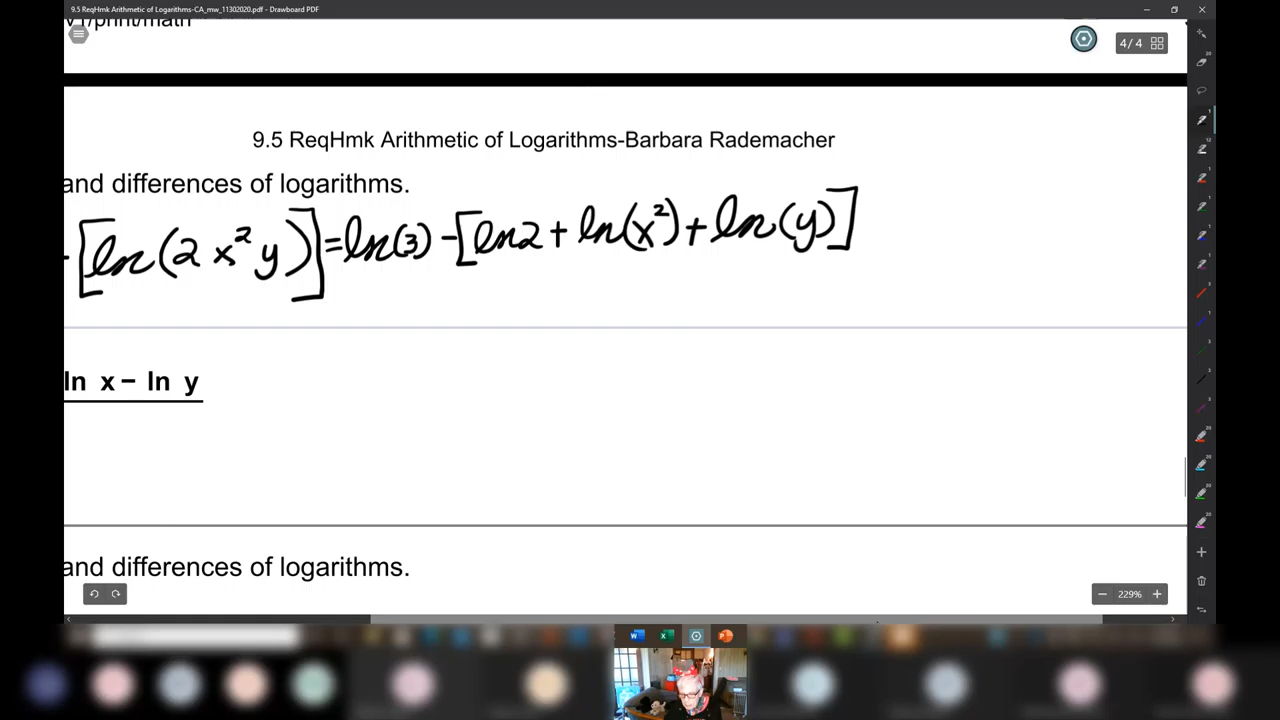 9.5 ReqHmk Arithmetic of Logarithms-CA_mw_11302020.pdf - Drawboard PDF
/print/math
4 / 4
9.5 ReqHmk Arithmetic of Logarithms-Barbara Rademacher
and differences of logarithms.
- [ln(2x²y)] = ln(3) - [ln2 + ln(x²) + ln(y)]
ln x − ln y
and differences of logarithms.
229%